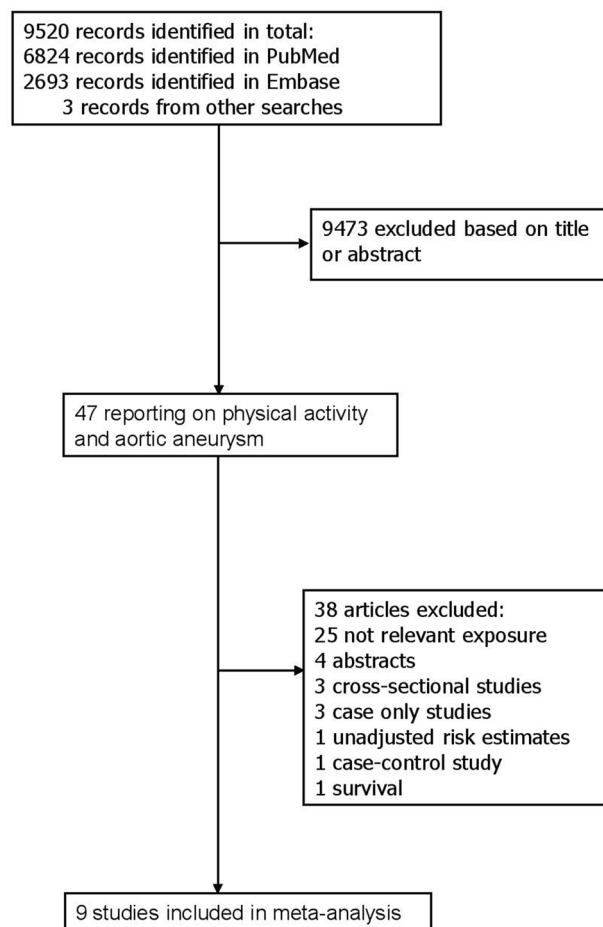 9520 records identified in total:
6824 records identified in PubMed
2693 records identified in Embase
3 records from other searches
9473 excluded based on title
or abstract
47 reporting on physical activity
and aortic aneurysm
38 articles excluded:
25 not relevant exposure
4 abstracts
3 cross-sectional studies
3 case only studies
1 unadjusted risk estimates
1 case-control study
1 survival
9 studies included in meta-analysis